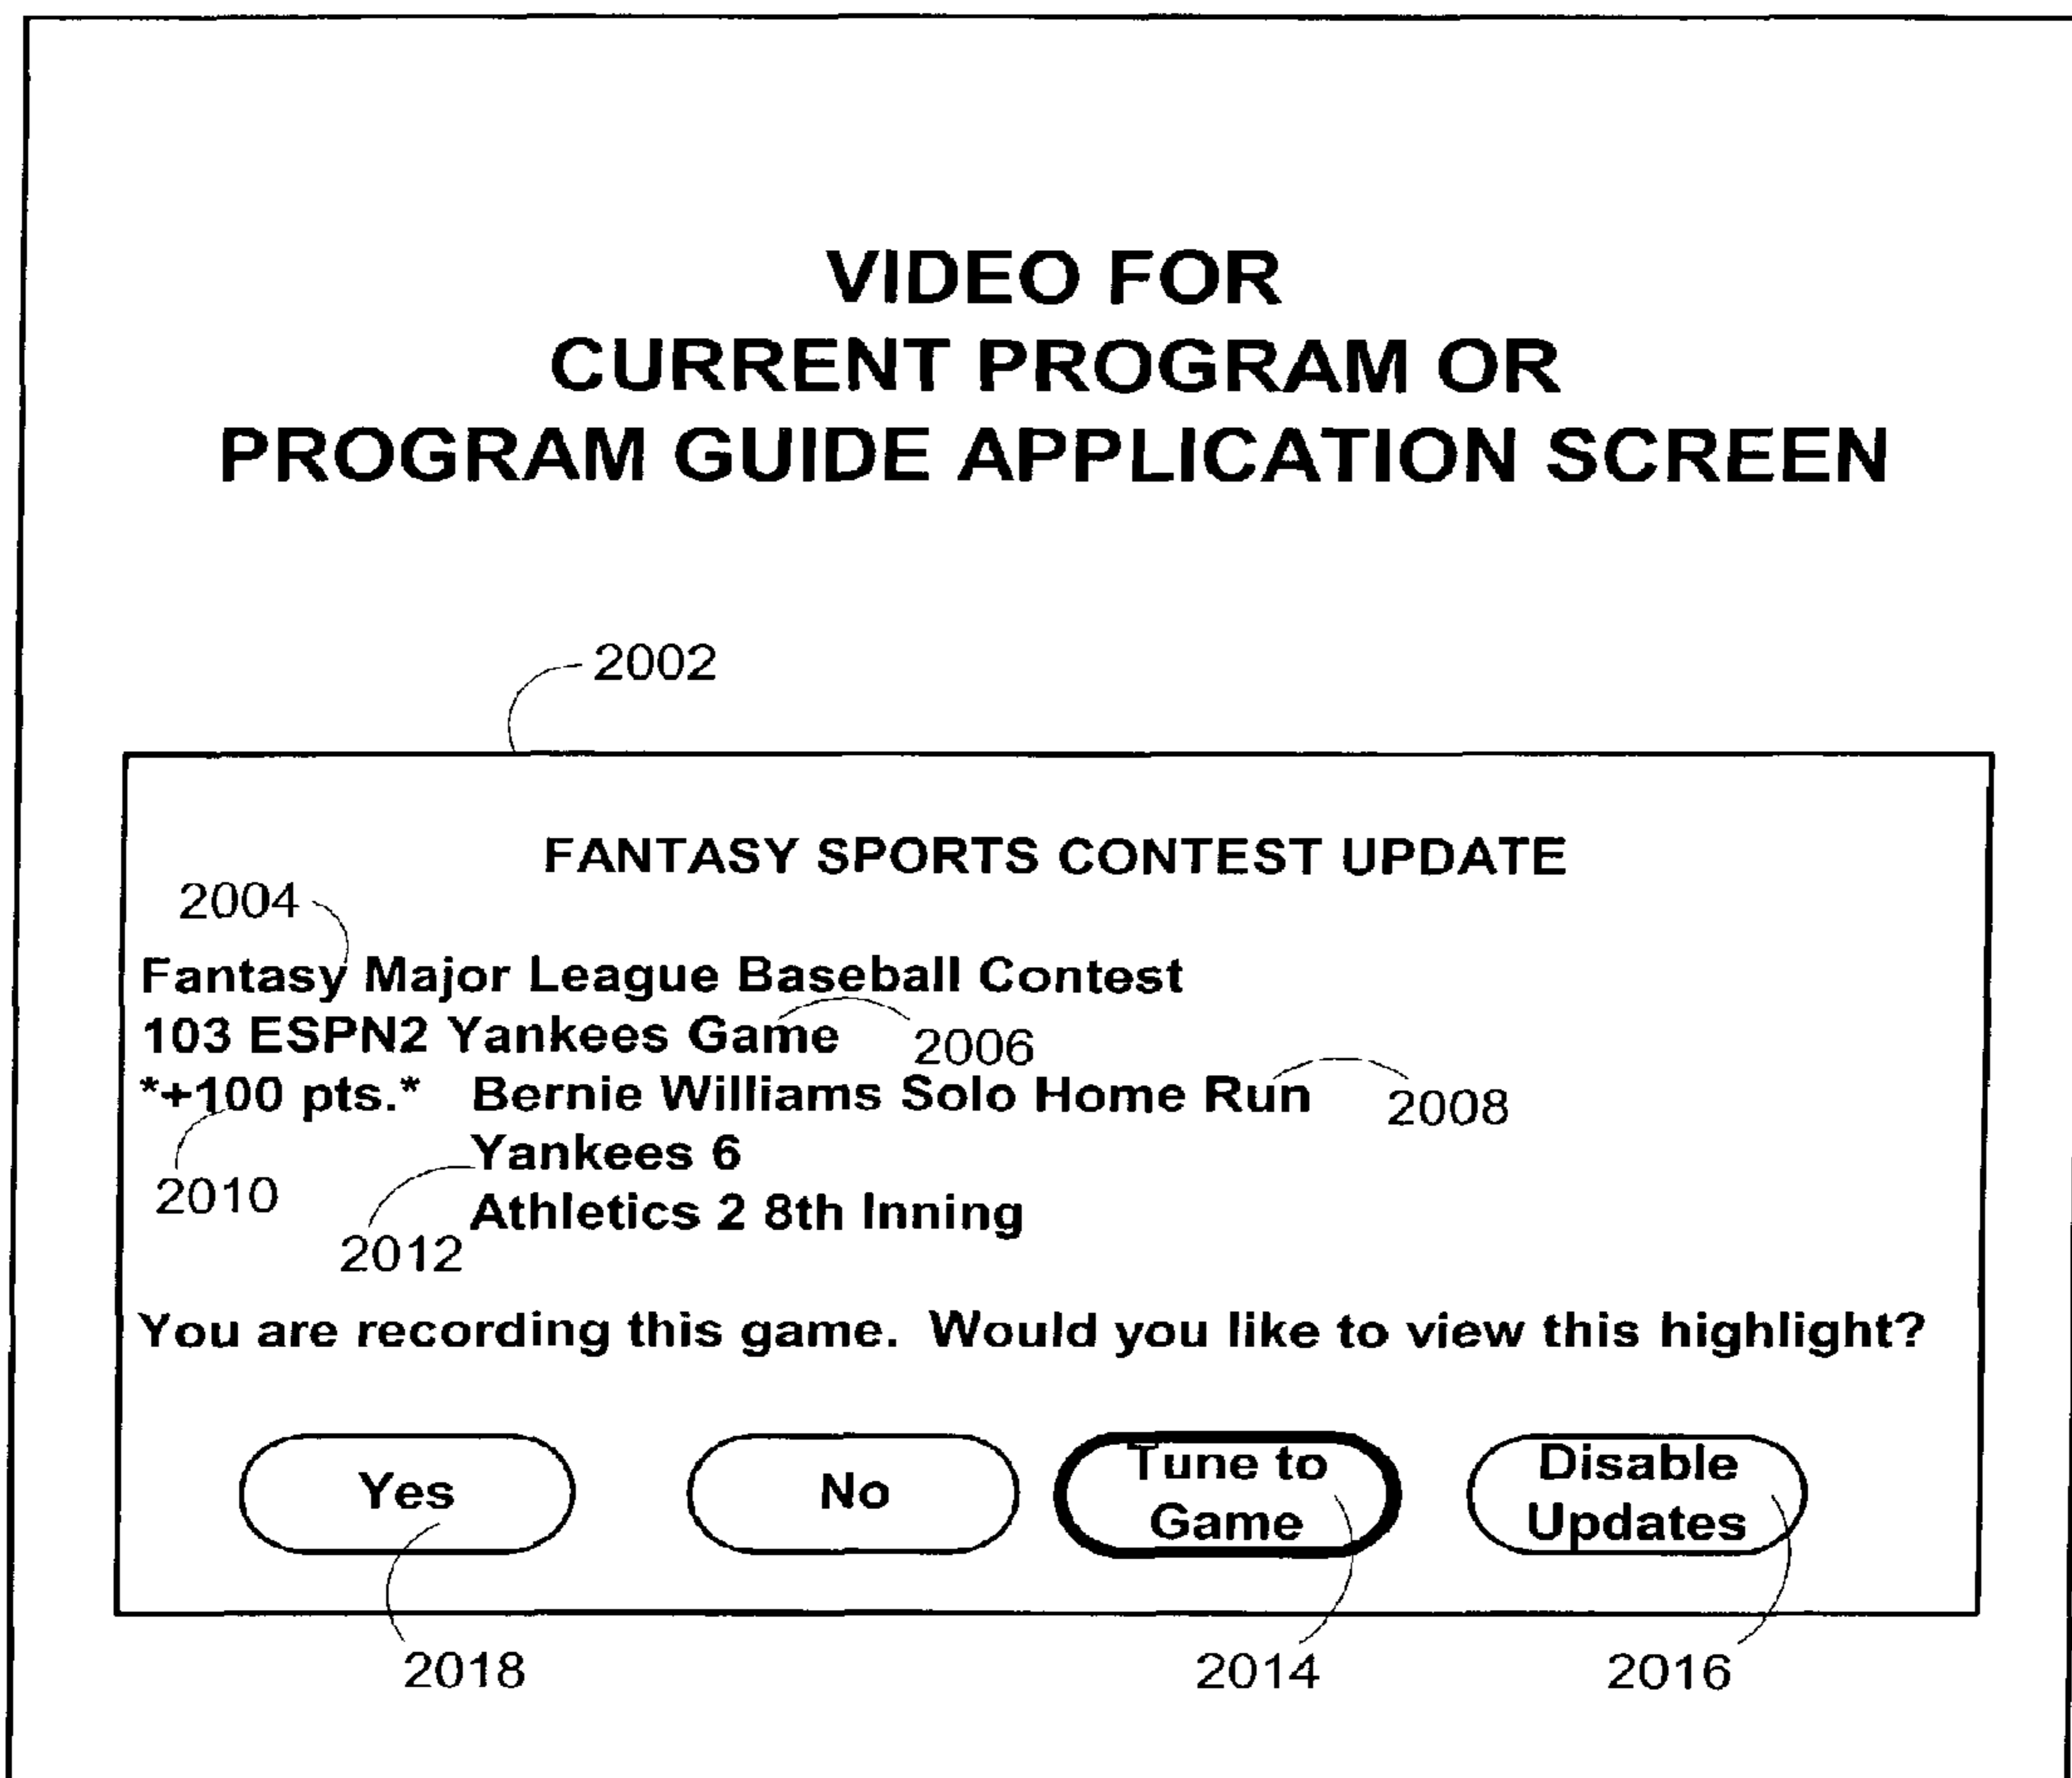 VIDEO FOR
CURRENT PROGRAM OR
PROGRAM GUIDE APPLICATION SCREEN
2002
FANTASY SPORTS CONTEST UPDATE
2004
Fantasy Major League Baseball Contest
103 ESPN2 Yankees Game
2006
*+100 pts.* Bernie Williams Solo Home Run
2008
Yankees 6
2010
Athletics 2 8th Inning
2012
You are recording this game. Would you like to view this highlight?
Yes
No
Tune to
Game
Disable
Updates
2018
2014
2016